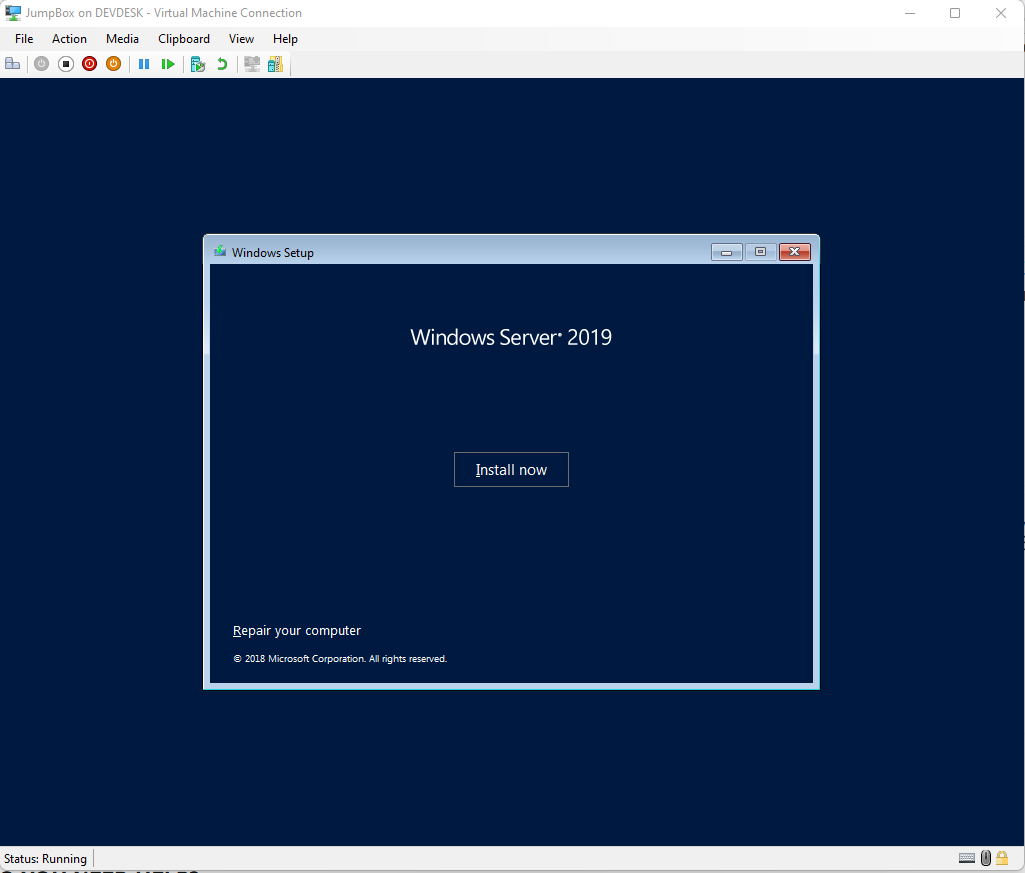 JumpBox on DEVDESK - Virtual Machine Connection
File Action Media Clipboard View Help
Windows Setup
Windows Server® 2019
Install now
Repair your computer
© 2018 Microsoft Corporation. All rights reserved.
Status: Running